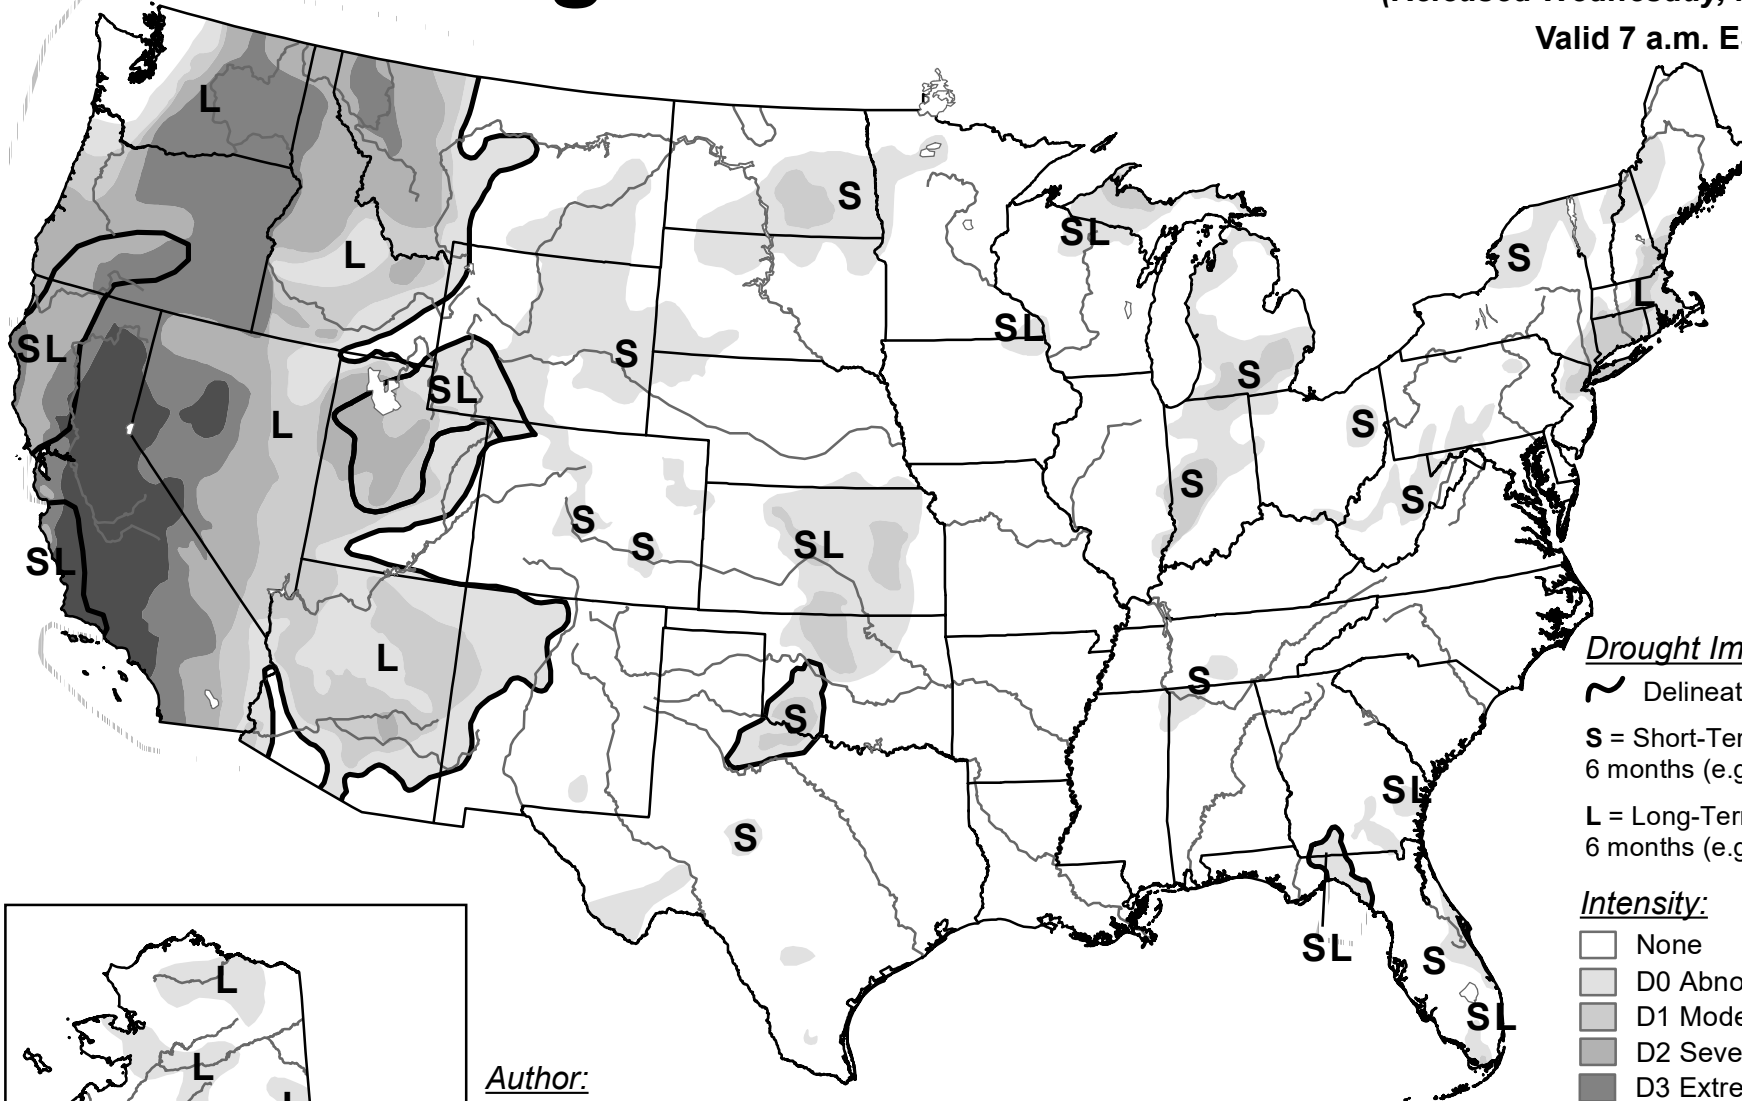 Valid 7 a.m. E
L
S
S
SL
L
SL
SL
L
S
SL
S
SL
S
L
S
S
S
S
S
SL
SL
L
S
S
SL
S
SL
S
SL
L
L
Drought Im
Delineat
S = Short-Ter
6 months (e.g
L = Long-Ter
6 months (e.g
Intensity:
None
D0 Abno
D1 Mode
D2 Seve
D3 Extre
Author: